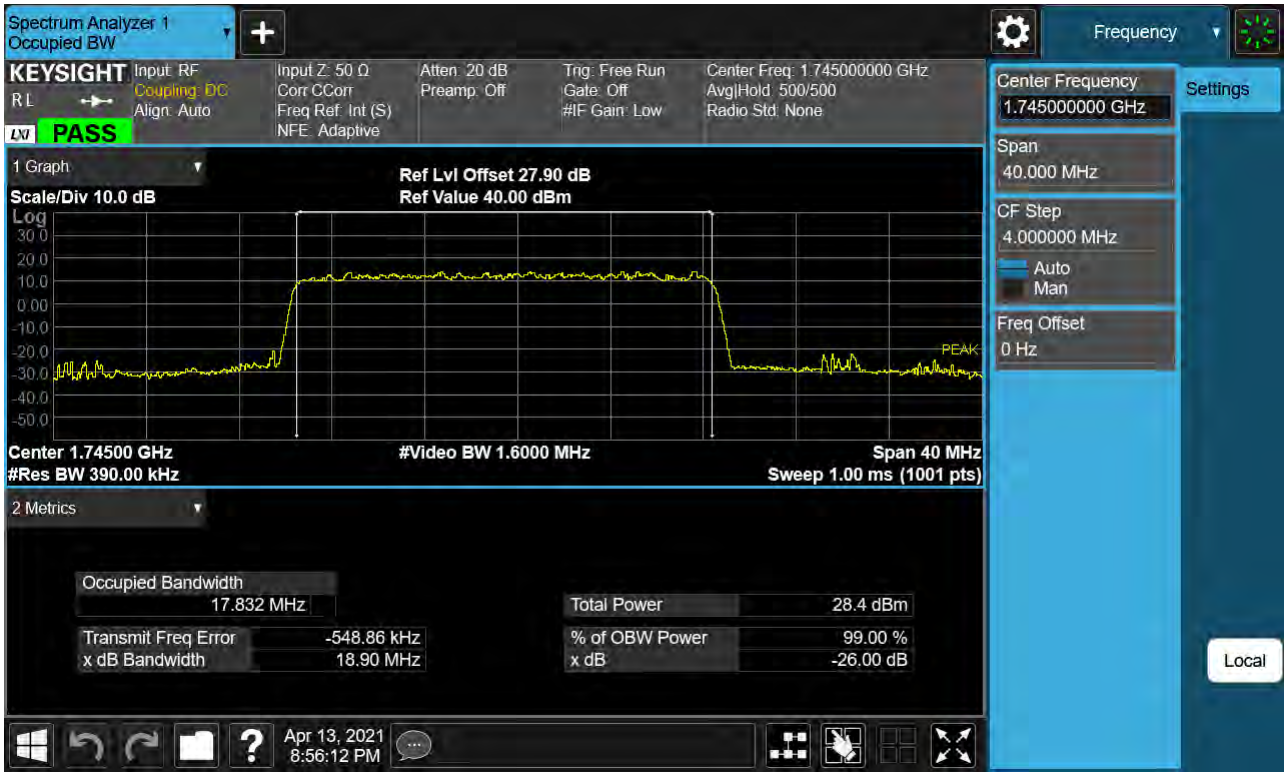 Spectrum Analyzer 1
Occupied BW
+
Frequency
KEYSIGHT
R L
LXI
PASS
Input: RF
Coupling: DC
Align: Auto
Input Z: 50 Ω
Corr CCorr
Freq Ref: Int (S)
NFE: Adaptive
Atten: 20 dB
Preamp: Off
Trig: Free Run
Gate: Off
#IF Gain: Low
Center Freq: 1.745000000 GHz
Avg|Hold: 500/500
Radio Std: None
Center Frequency
1.745000000 GHz
Settings
Span
40.000 MHz
CF Step
4.000000 MHz
Auto
Man
Freq Offset
0 Hz
1 Graph
Scale/Div 10.0 dB
Ref Lvl Offset 27.90 dB
Ref Value 40.00 dBm
Log
30.0
20.0
10.0
0.00
-10.0
-20.0
-30.0
-40.0
-50.0
PEAK
Center 1.74500 GHz
#Video BW 1.6000 MHz
Span 40 MHz
#Res BW 390.00 kHz
Sweep 1.00 ms (1001 pts)
2 Metrics
Occupied Bandwidth
17.832 MHz
Total Power 28.4 dBm
Transmit Freq Error -548.86 kHz
% of OBW Power 99.00 %
x dB Bandwidth 18.90 MHz
x dB -26.00 dB
Local
?
Apr 13, 2021
8:56:12 PM